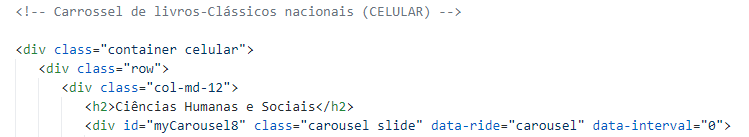 <!-- Carrossel de livros-Clássicos nacionais (CELULAR) -->
<div class="container celular">
<div class="row">
<div class="col-md-12">
<h2>Ciências Humanas e Sociais</h2>
<div id="myCarousel8" class="carousel slide" data-ride="carousel" data-interval="0">